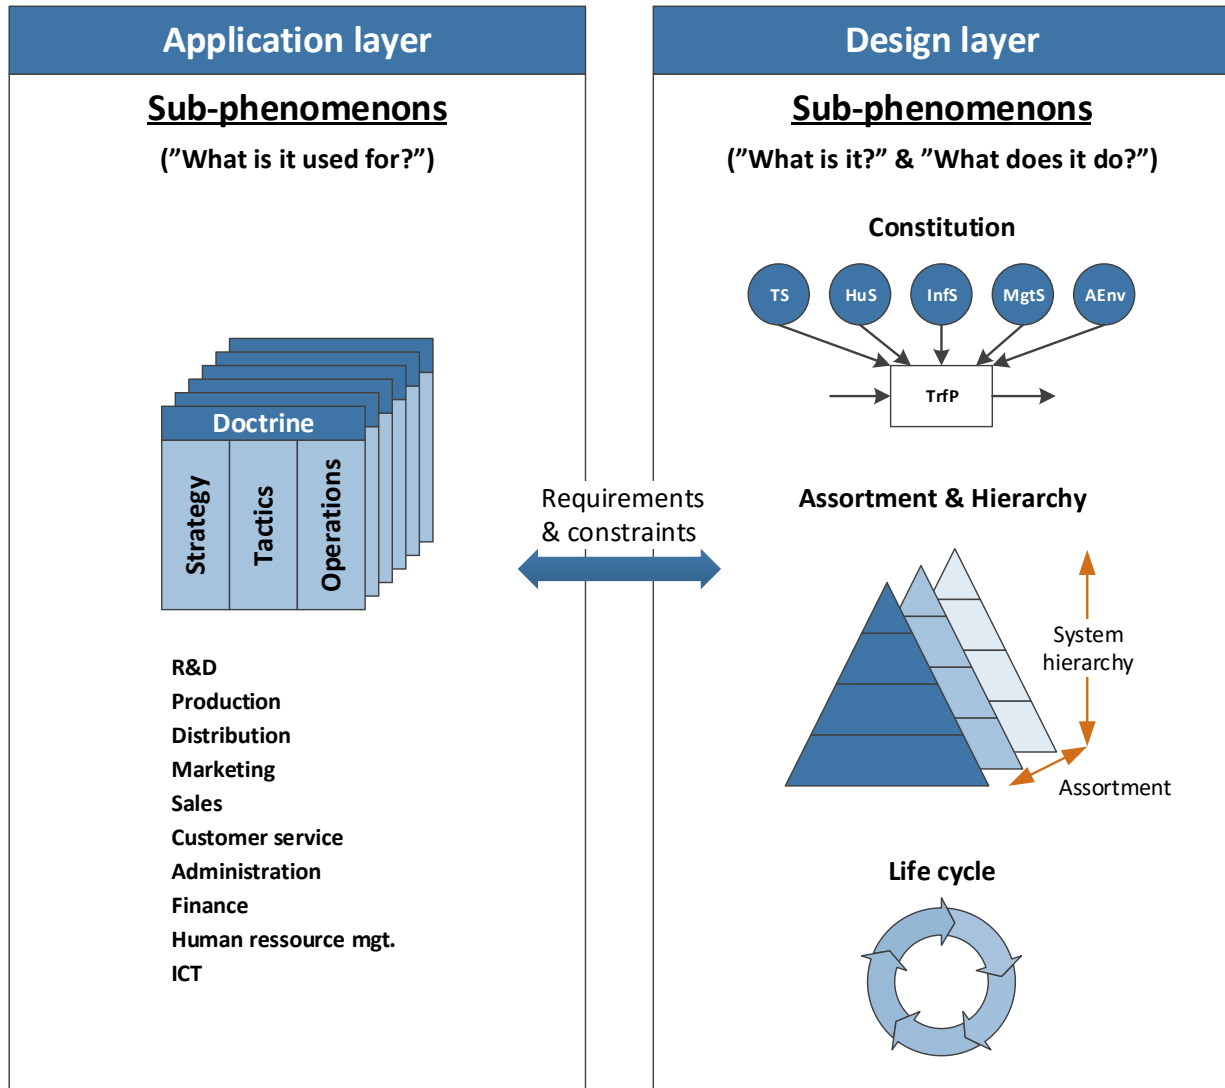 Application layer
Sub-phenomenons
(”What is it used for?”)
Doctrine
Strategy
Tactics
Operations
R&D
Production
Distribution
Marketing
Sales
Customer service
Administration
Finance
Human ressource mgt.
ICT
Requirements
& constraints
Design layer
Sub-phenomenons
(”What is it?” & ”What does it do?”)
Constitution
TS
HuS
InfS
MgtS
AEnv
TrfP
Assortment & Hierarchy
System
hierarchy
Assortment
Life cycle